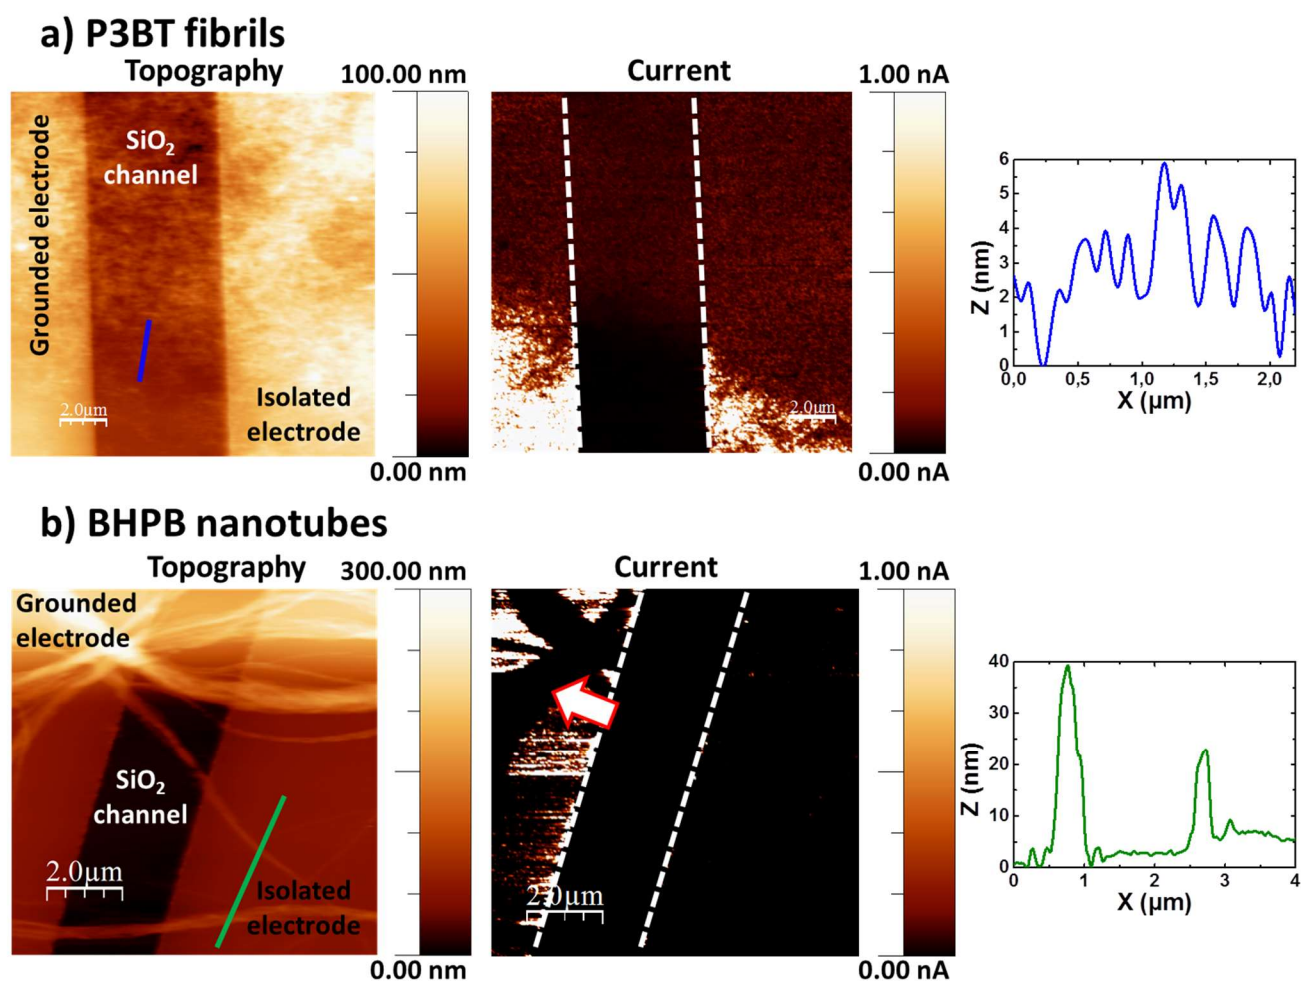 a) P3BT fibrils
Topography
100.00 nm
Current
1.00 nA
Grounded electrode
SiO2
channel
Isolated
electrode
2.0µm
0.00 nm
2.0µm
0.00 nA
6
5
4
3
2
1
0
Z (nm)
0,0
0,5
1,0
1,5
2,0
X (µm)
b) BHPB nanotubes
Topography
300.00 nm
Current
1.00 nA
Grounded
electrode
SiO2
channel
2.0µm
Isolated
electrode
0.00 nm
2.0µm
0.00 nA
40
30
20
10
0
Z (nm)
0
1
2
3
4
X (µm)